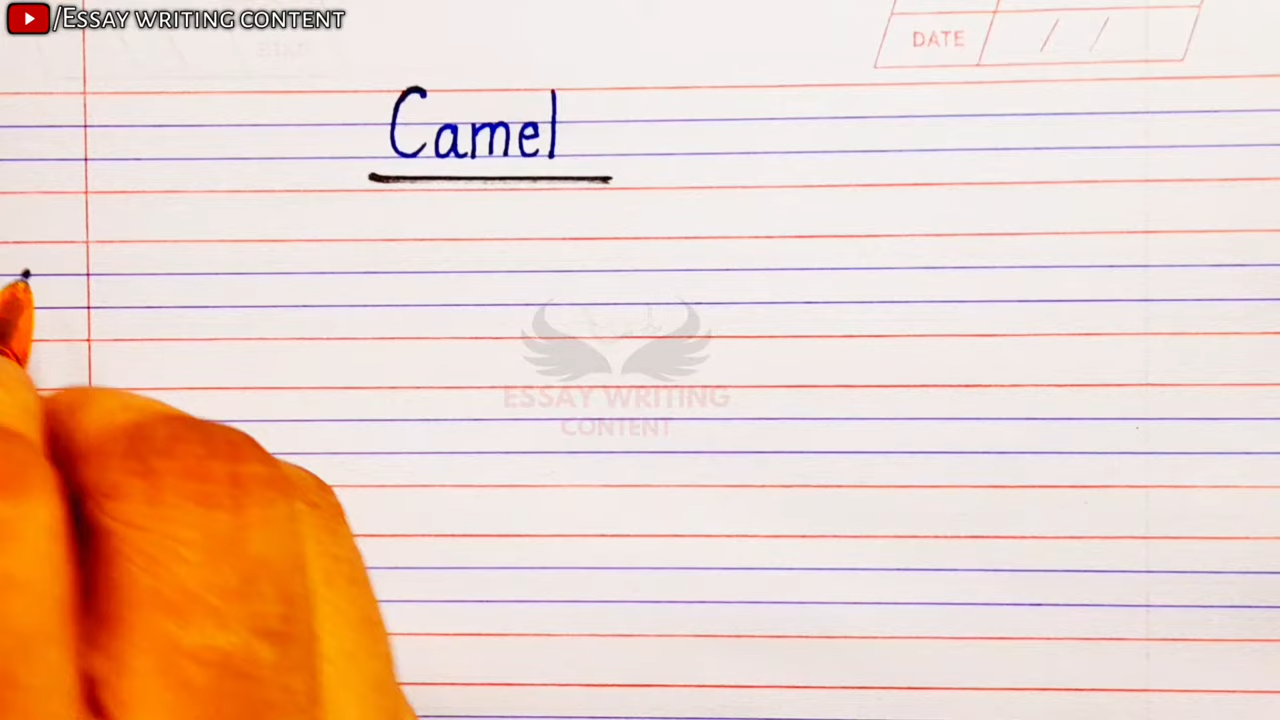 /Essay writing content
DATE / /
Camel
ESSAY WRITING
CONTENT